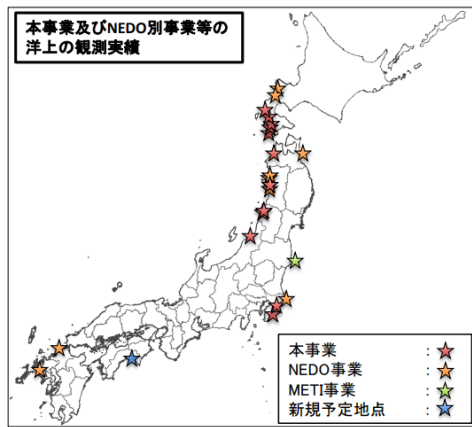 本事業及びNEDO別事業等の
洋上の観測実績
本事業 :
NEDO事業 :
METI事業 :
新規予定地点 :